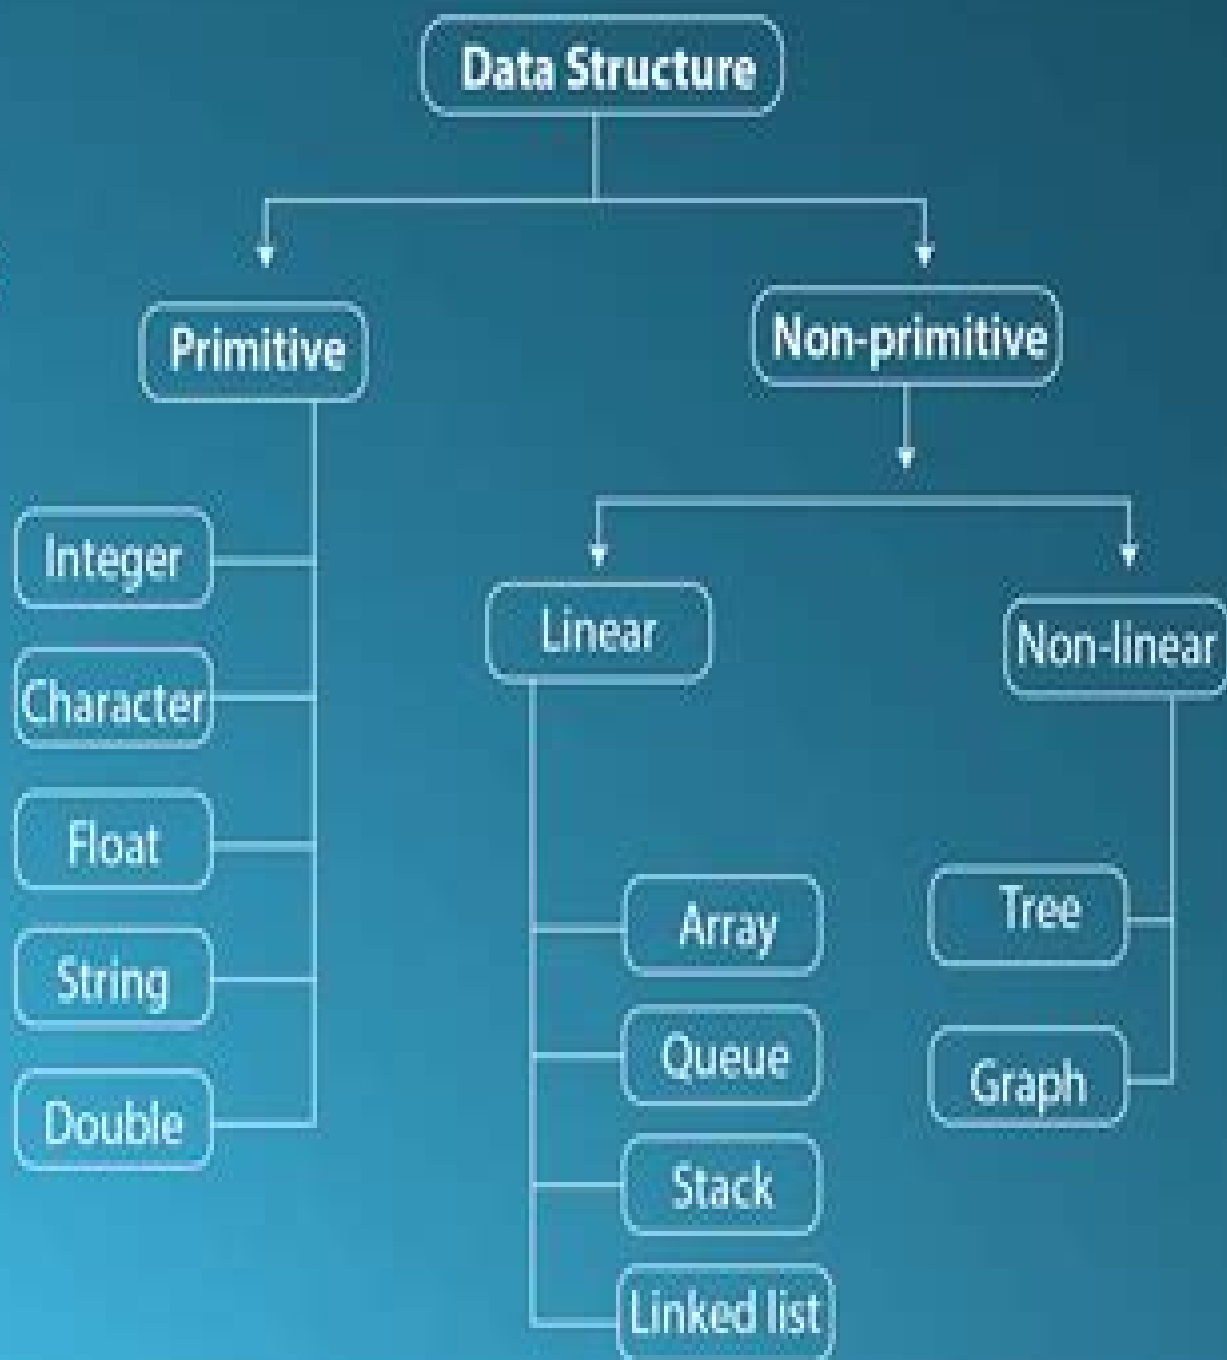 Data Structure
Primitive
Non-primitive
Integer
Character
Float
String
Double
Linear
Non-linear
Array
Queue
Stack
Linked list
Tree
Graph